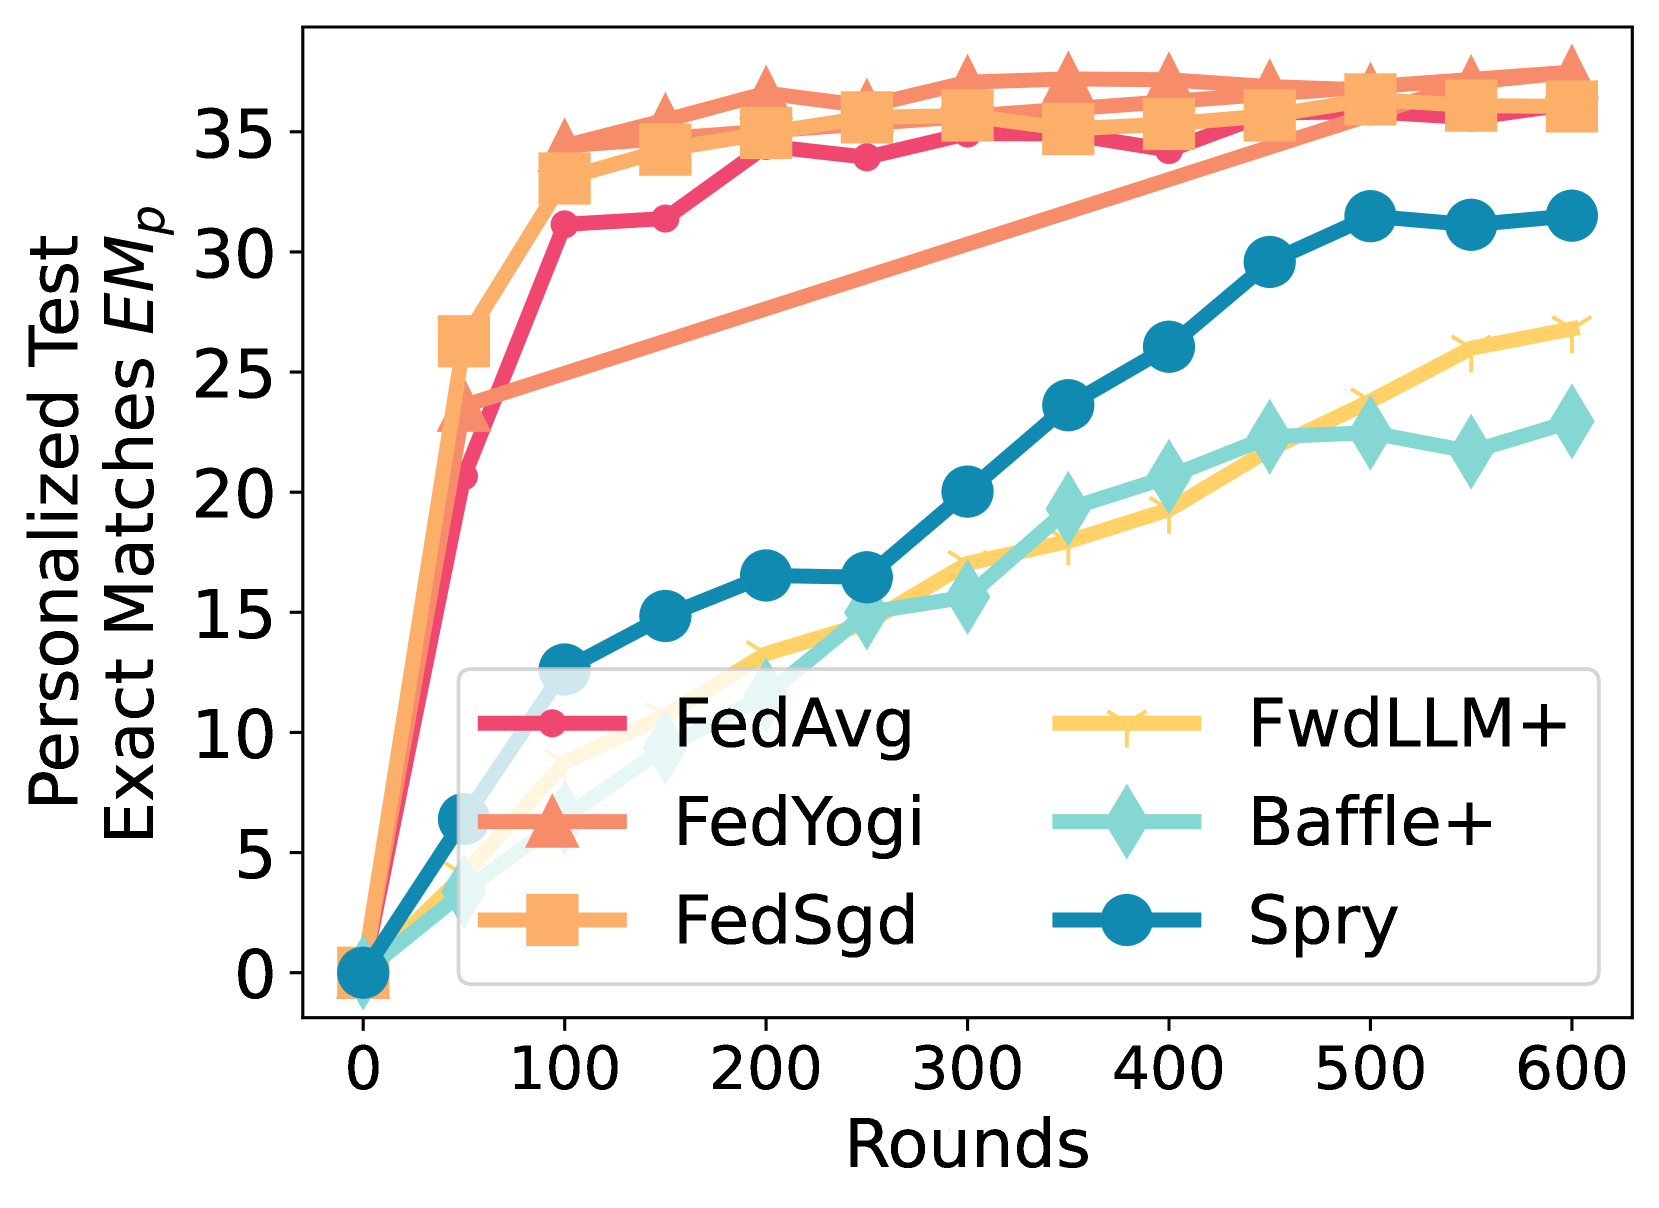 Personalized Test
Exact Matches EMp
35
30
25
20
15
10
5
0
FedAvg
FedYogi
FedSgd
FwdLLM+
Baffle+
Spry
0 100 200 300 400 500 600
Rounds